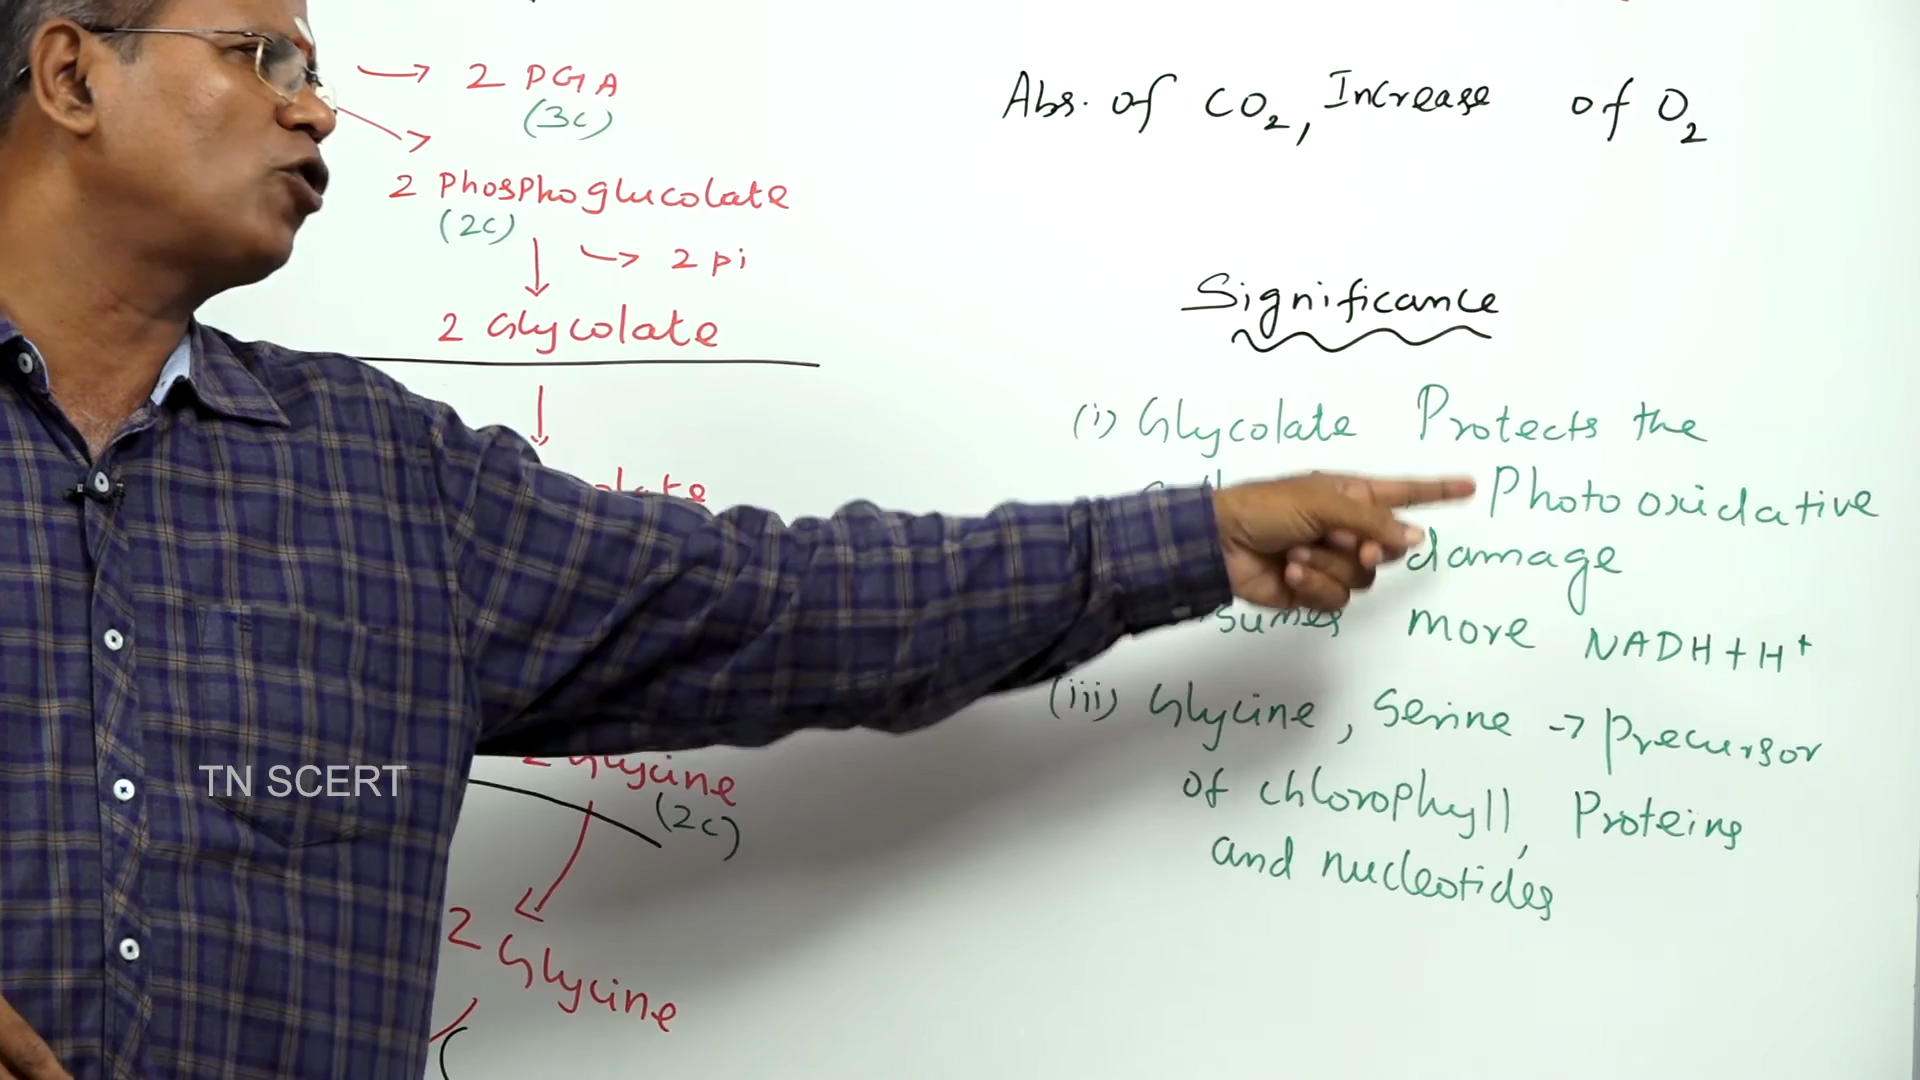 2 PGA
(3C)
2 Phosphoglucolate
(2C)
2 pi
2 Glycolate
2 Glycine
(2C)
2 Glycine
Abs. of CO2, Increase of O2
Significance
(i) Glycolate Protects the
Photooxidative
damage
more NADH+H+
(iii) Glycine, Serine → Precursor
of chlorophyll, Proteins
and nucleotides
TN SCERT